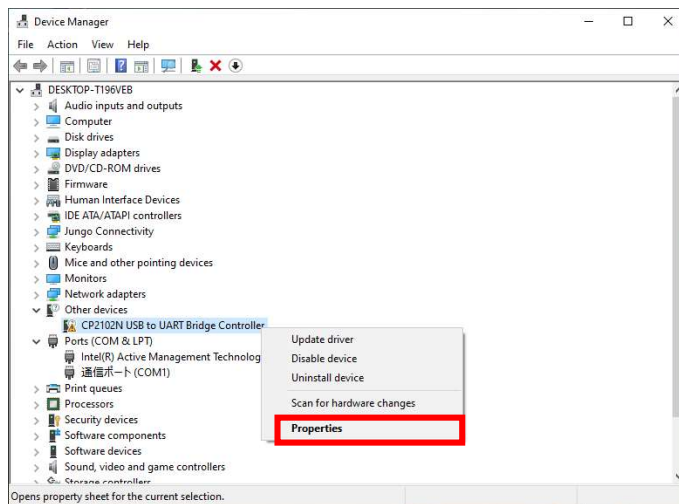 Device Manager
File Action View Help
DESKTOP-T196VEB
Audio inputs and outputs
Computer
Disk drives
Display adapters
DVD/CD-ROM drives
Firmware
Human Interface Devices
IDE ATA/ATAPI controllers
Jungo Connectivity
Keyboards
Mice and other pointing devices
Monitors
Network adapters
Other devices
CP2102N USB to UART Bridge Controller
Update driver
Disable device
Uninstall device
Scan for hardware changes
Properties
Ports (COM & LPT)
Intel(R) Active Management Technolog
通信ポート (COM1)
Print queues
Processors
Security devices
Software components
Software devices
Sound, video and game controllers
Storage controllers
Opens property sheet for the current selection.